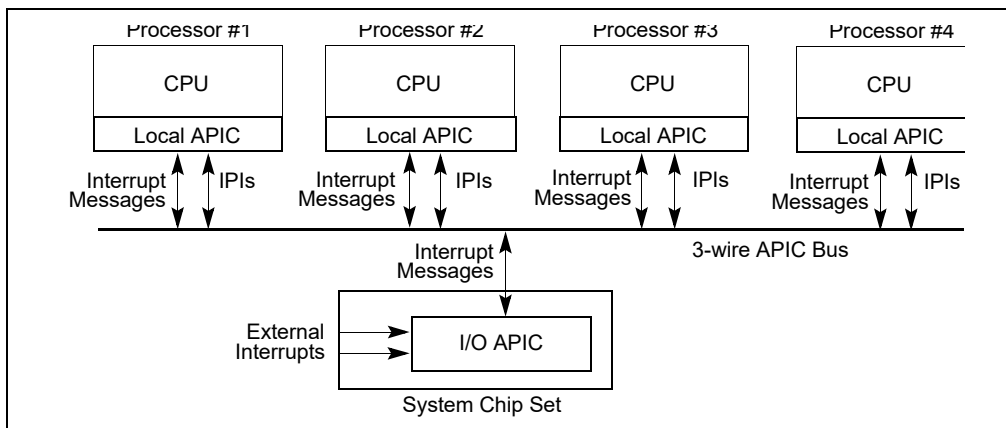 Processor #1
Processor #2
Processor #3
Processor #4
CPU
CPU
CPU
CPU
Local APIC
Local APIC
Local APIC
Local APIC
Interrupt
Messages
IPIs
Interrupt
Messages
IPIs
Interrupt
Messages
IPIs
Interrupt
Messages
IPIs
Interrupt
Messages
3-wire APIC Bus
External
Interrupts
I/O APIC
System Chip Set